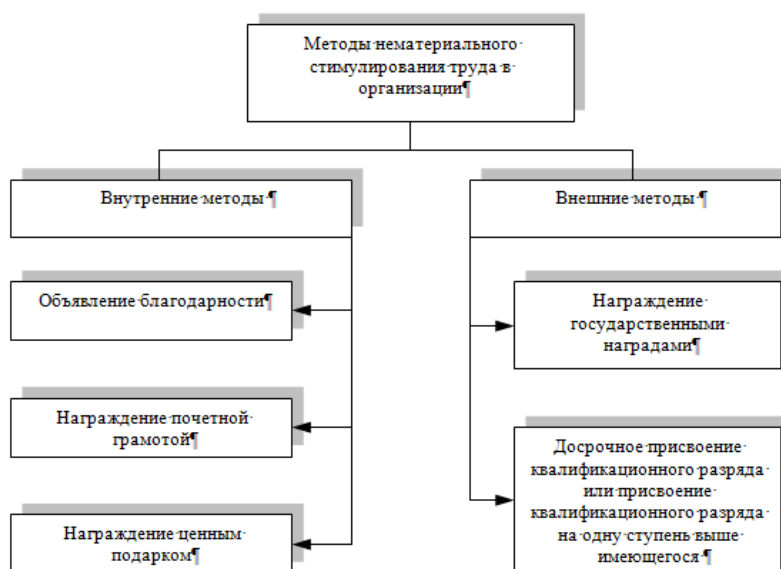 Методы нематериального
стимулирования труда в
организации¶
Внутренние методы ¶
Внешние методы ¶
Объявление благодарности¶
Награждение почетной
грамотой¶
Награждение ценным
подарком¶
Награждение
государственными
наградами¶
Досрочное присвоение
квалификационного разряда
или присвоение
квалификационного разряда
на одну ступень выше
имеющегося ¶